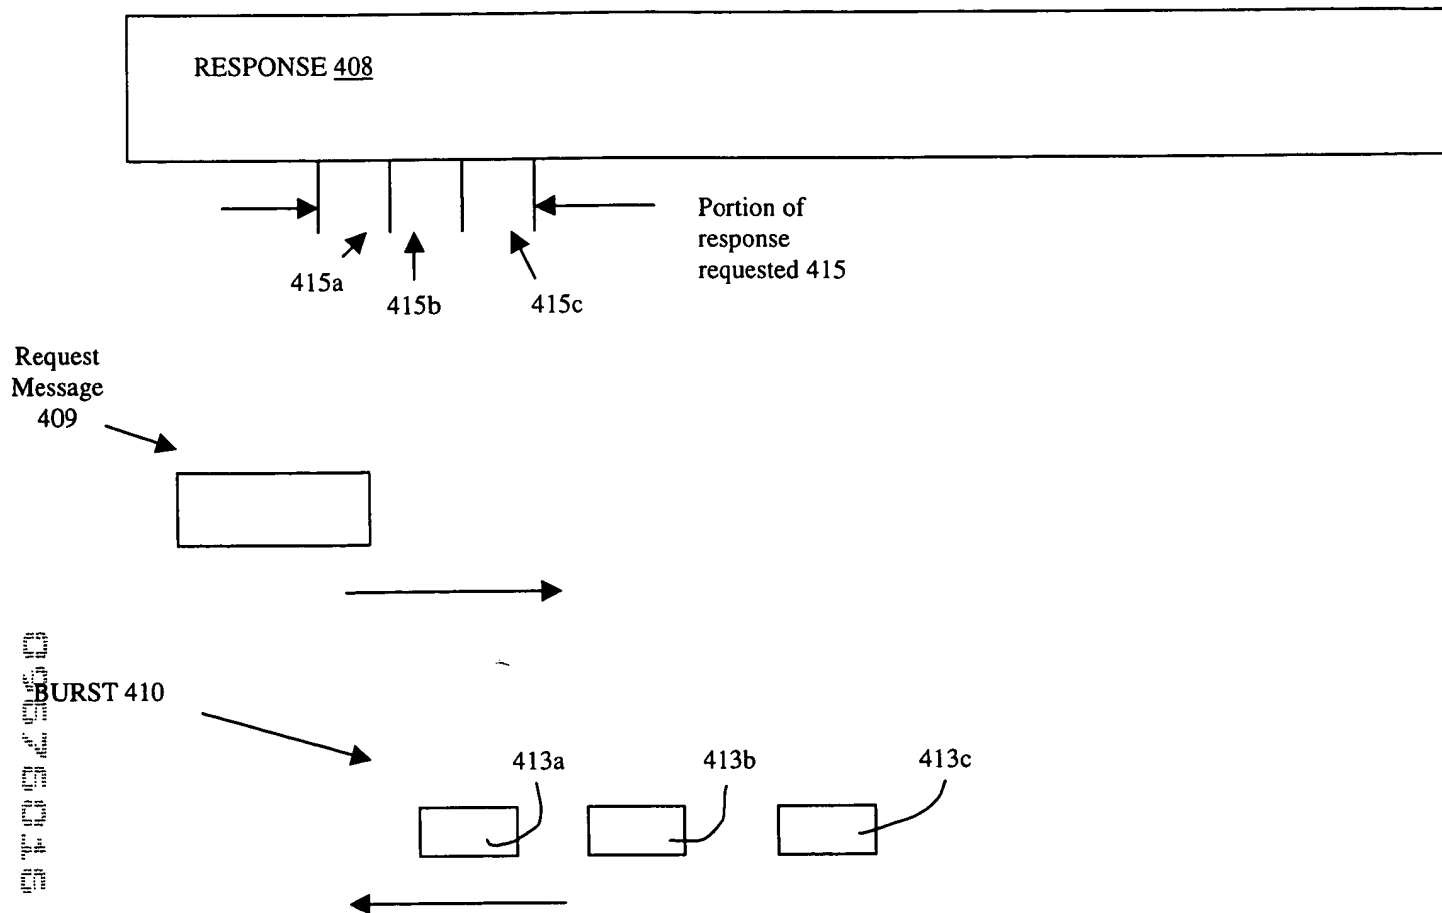 RESPONSE 408
Portion of
response
requested 415
415a
415b
415c
Request
Message
409
BURST 410
413a
413b
413c